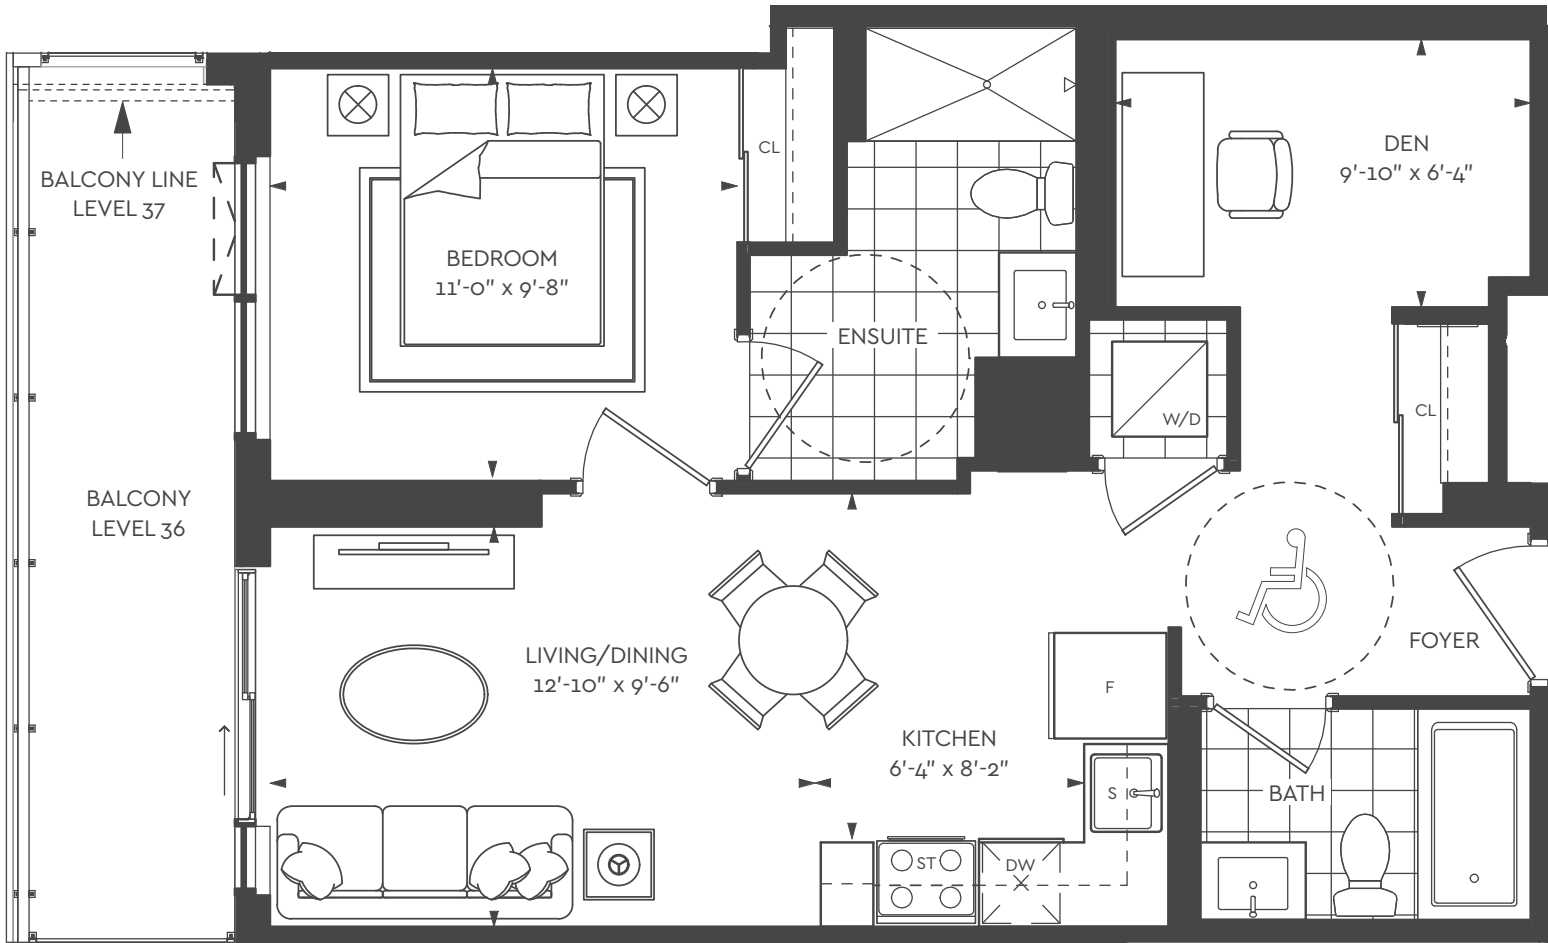 BALCONY LINE
LEVEL 37
BALCONY
LEVEL 36
BEDROOM
11'-0" x 9'-8"
CL
ENSUITE
DEN
9'-10" x 6'-4"
W/D
CL
LIVING/DINING
12'-10" x 9'-6"
KITCHEN
6'-4" x 8'-2"
F
S
ST
DW
FOYER
BATH